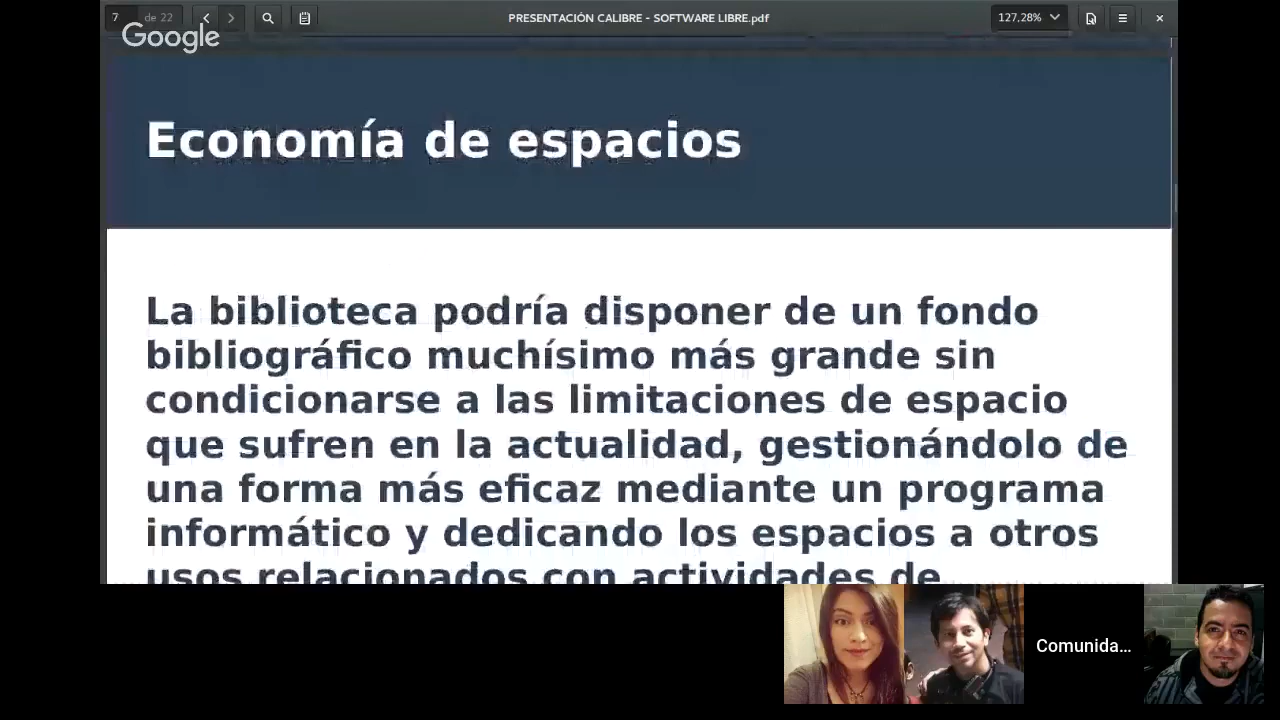 7 de 22
PRESENTACIÓN CALIBRE - SOFTWARE LIBRE.pdf
127,28%
Google
Economía de espacios
La biblioteca podría disponer de un fondo
bibliográfico muchísimo más grande sin
condicionarse a las limitaciones de espacio
que sufren en la actualidad, gestionándolo de
una forma más eficaz mediante un programa
informático y dedicando los espacios a otros
usos relacionados con actividades de
Comunida...